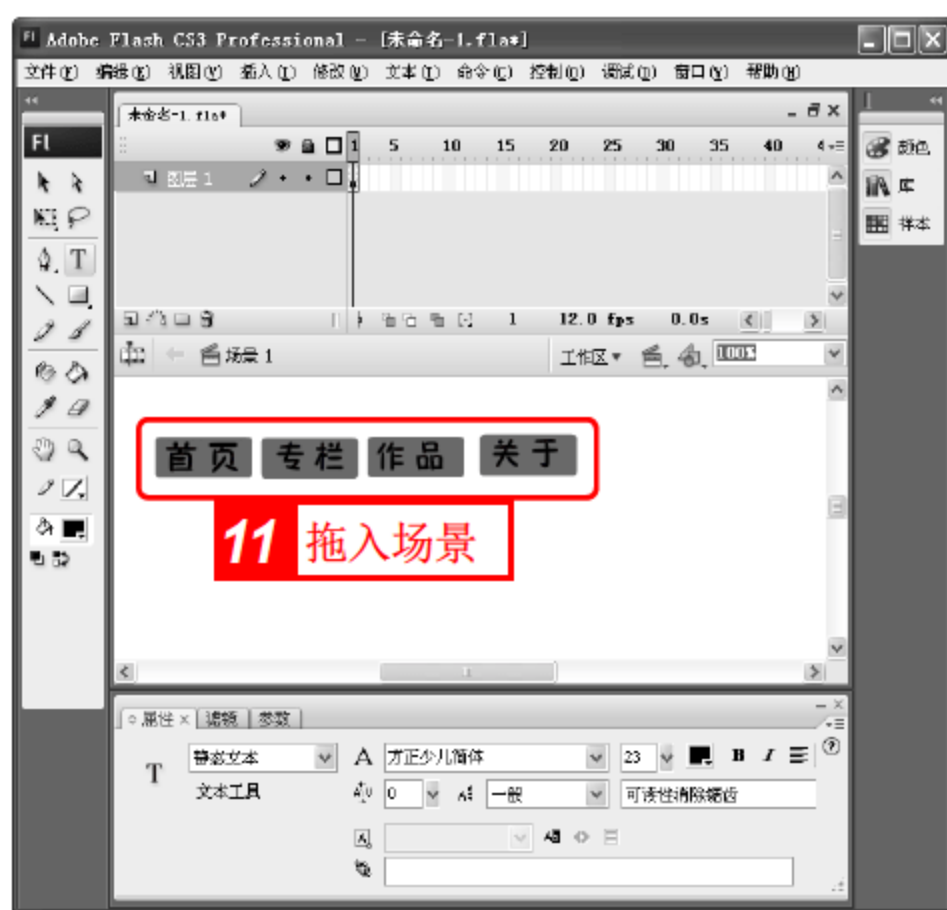 Adobe Flash CS3 Professional - [未命名-1.fla*]
文件(F) 编辑(E) 视图(V) 插入(I) 修改(M) 文本(T) 命令(C) 控制(O) 调试(D) 窗口(W) 帮助(H)
未命名-1.fla*
Fl
1 5 10 15 20 25 30 35 40 4
图层 1
颜色
库
样本
T
1 12.0 fps 0.0s
场景 1 工作区 100%
首页 专栏 作品 关于
11 拖入场景
属性 × 滤镜 参数
T 静态文本 A 方正少儿简体 23 B I
文本工具 0 一般 可读性消除锯齿